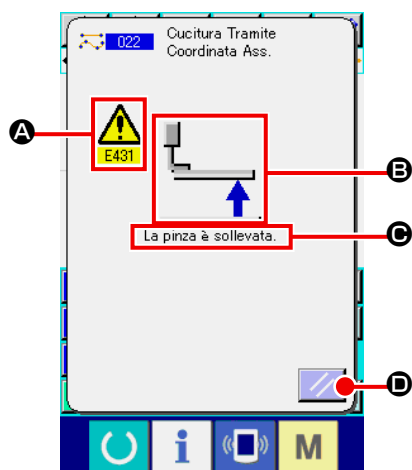 022
Cucitura Tramite
Coordinata Ass.
A
E431
B
La pinza è sollevata.
C
D
i
M